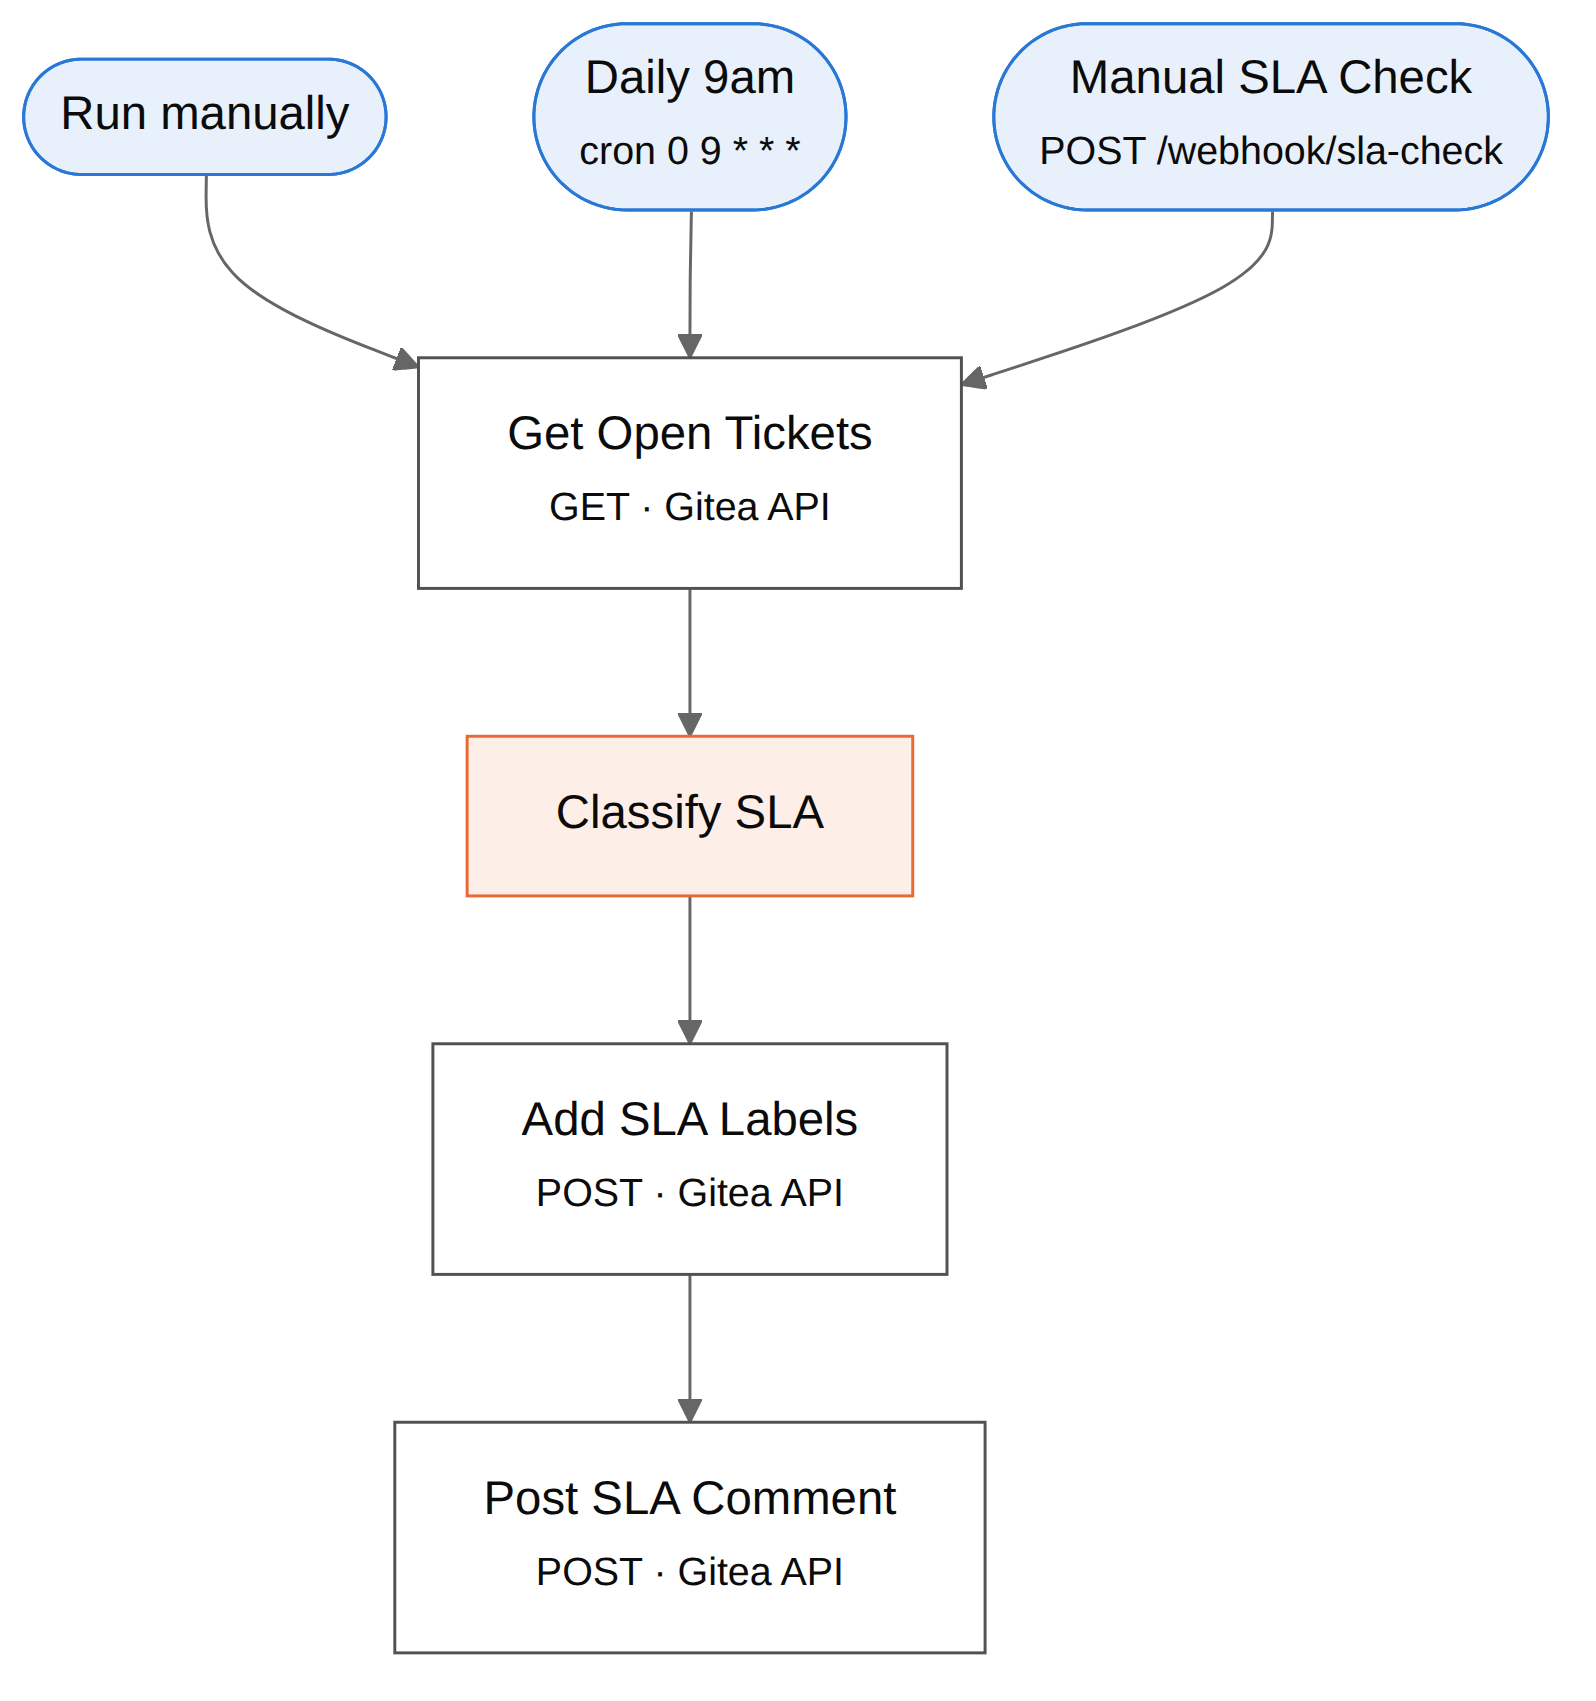 Run manually
Daily 9am
cron 0 9 * * *
Manual SLA Check
POST /webhook/sla-check
Get Open Tickets
GET · Gitea API
Classify SLA
Add SLA Labels
POST · Gitea API
Post SLA Comment
POST · Gitea API